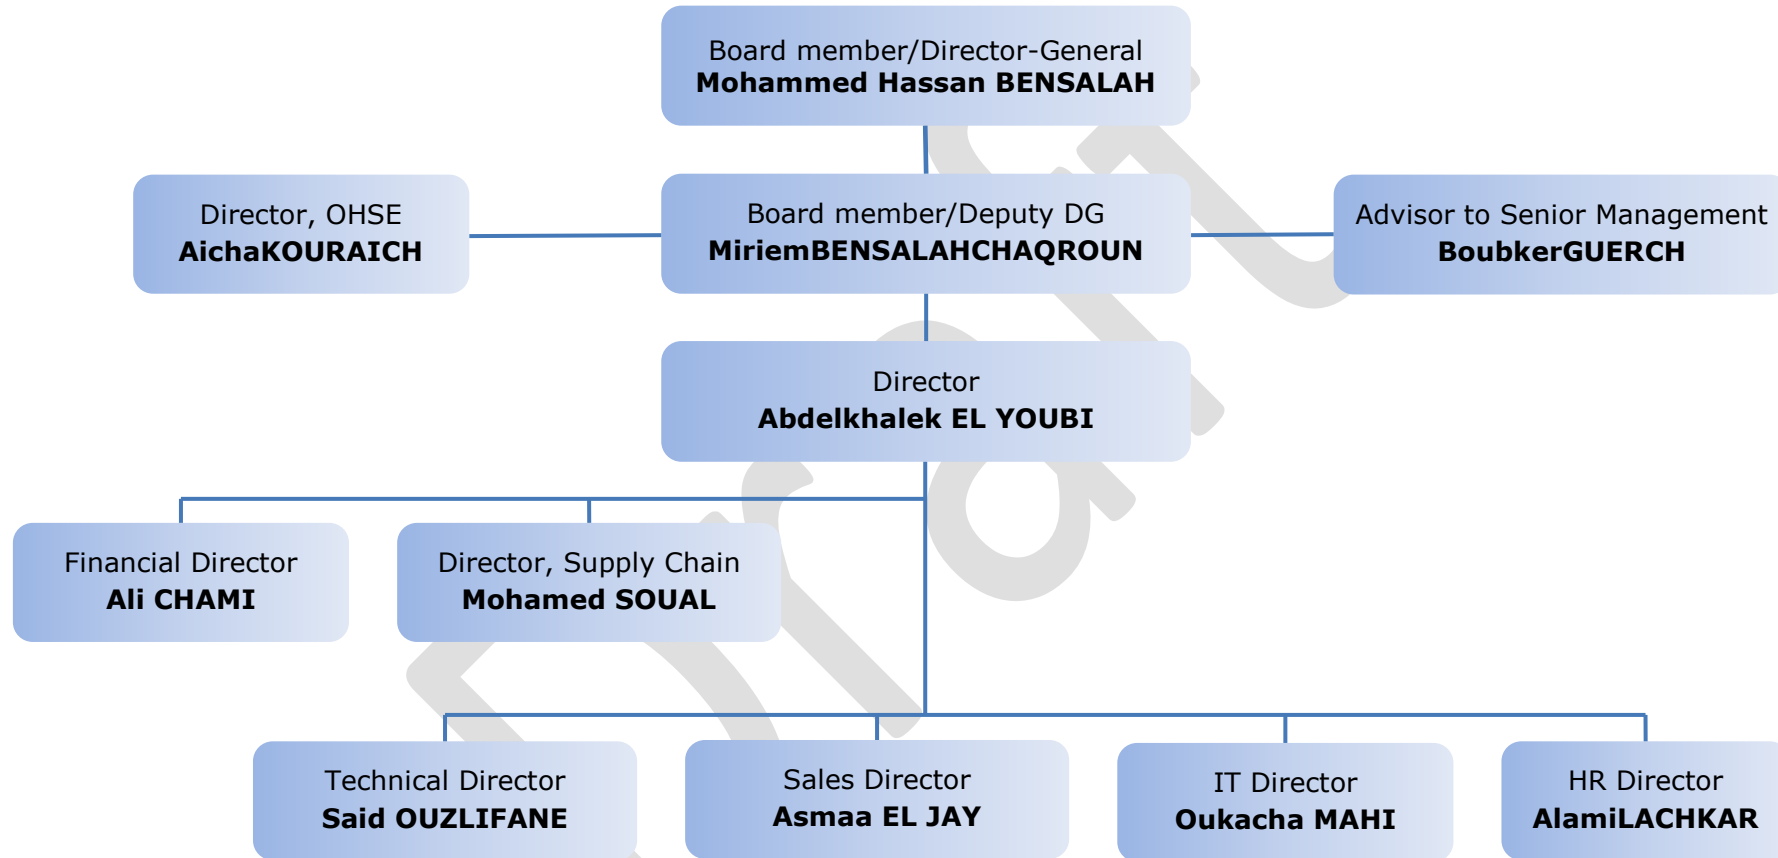 Board member/Director-General
Mohammed Hassan BENSALAH
Director, OHSE
AichaKOURAICH
Board member/Deputy DG
MiriemBENSALAHCHAQROUN
Advisor to Senior Management
BoubkerGUERCH
Director
Abdelkhalek EL YOUBI
Financial Director
Ali CHAMI
Director, Supply Chain
Mohamed SOUAL
Technical Director
Said OUZLIFANE
Sales Director
Asmaa EL JAY
IT Director
Oukacha MAHI
HR Director
AlamiLACHKAR
Draft